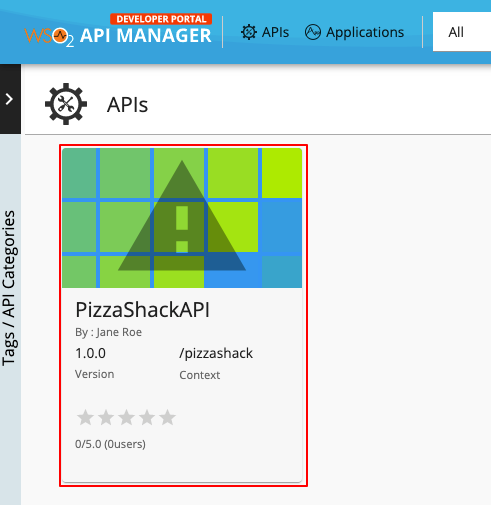 DEVELOPER PORTAL
WSO2 API MANAGER
APIs
Applications
All
APIs
Tags / API Categories
PizzaShackAPI
By : Jane Roe
1.0.0
/pizzashack
Version
Context
0/5.0 (0users)